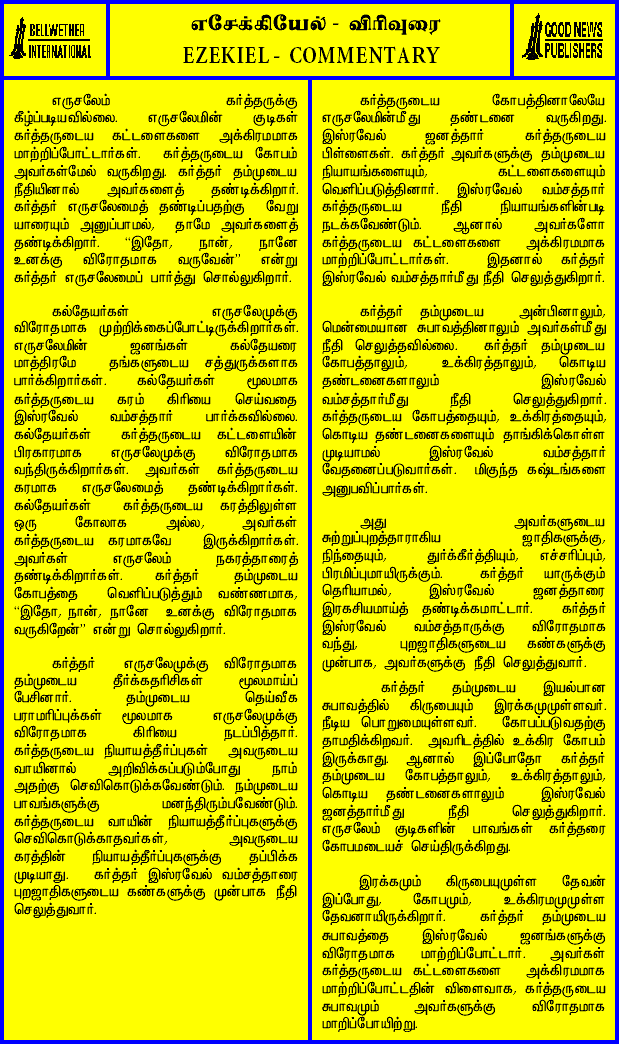 BELLWETHER
INTERNATIONAL
எசேக்கியேல் - விரிவுரை
EZEKIEL - COMMENTARY
GOOD NEWS
PUBLISHERS
எருசலேம் கர்த்தருக்கு
கீழ்ப்படியவில்லை. எருசலேமின் குடிகள்
கர்த்தருடைய கட்டளைகளை அக்கிரமமாக
மாற்றிப்போட்டார்கள். கர்த்தருடைய கோபம்
அவர்கள்மேல் வருகிறது. கர்த்தர் தம்முடைய
நீதியினால் அவர்களைத் தண்டிக்கிறார்.
கர்த்தர் எருசலேமைத் தண்டிப்பதற்கு வேறு
யாரையும் அனுப்பாமல், தாமே அவர்களைத்
தண்டிக்கிறார். “இதோ, நான், நானே
உனக்கு விரோதமாக வருவேன்” என்று
கர்த்தர் எருசலேமைப் பார்த்து சொல்லுகிறார்.
கல்தேயர்கள் எருசலேமுக்கு
விரோதமாக முற்றிக்கைப்போட்டிருக்கிறார்கள்.
எருசலேமின் ஜனங்கள் கல்தேயரை
மாத்திரமே தங்களுடைய சத்துருக்களாக
பார்க்கிறார்கள். கல்தேயர்கள் மூலமாக
கர்த்தருடைய கரம் கிரியை செய்வதை
இஸ்ரவேல் வம்சத்தார் பார்க்கவில்லை.
கல்தேயர்கள் கர்த்தருடைய கட்டளையின்
பிரகாரமாக எருசலேமுக்கு விரோதமாக
வந்திருக்கிறார்கள். அவர்கள் கர்த்தருடைய
கரமாக எருசலேமைத் தண்டிக்கிறார்கள்.
கல்தேயர்கள் கர்த்தருடைய கரத்திலுள்ள
ஒரு கோலாக அல்ல, அவர்கள்
கர்த்தருடைய கரமாகவே இருக்கிறார்கள்.
அவர்கள் எருசலேம் நகரத்தாரைத்
தண்டிக்கிறார்கள். கர்த்தர் தம்முடைய
கோபத்தை வெளிப்படுத்தும் வண்ணமாக,
“இதோ, நான், நானே உனக்கு விரோதமாக
வருகிறேன்” என்று சொல்லுகிறார்.
கர்த்தர் எருசலேமுக்கு விரோதமாக
தம்முடைய தீர்க்கதரிசிகள் மூலமாய்ப்
பேசினார். தம்முடைய தெய்வீக
பராமரிப்புக்கள் மூலமாக எருசலேமுக்கு
விரோதமாக கிரியை நடப்பித்தார்.
கர்த்தருடைய நியாயத்தீர்ப்புகள் அவருடைய
வாயினால் அறிவிக்கப்படும்போது நாம்
அதற்கு செவிகொடுக்கவேண்டும். நம்முடைய
பாவங்களுக்கு மனந்திரும்பவேண்டும்.
கர்த்தருடைய வாயின் நியாயத்தீர்ப்புகளுக்கு
செவிகொடுக்காதவர்கள், அவருடைய
கரத்தின் நியாயத்தீர்ப்புகளுக்கு தப்பிக்க
முடியாது. கர்த்தர் இஸ்ரவேல் வம்சத்தாரை
புறஜாதிகளுடைய கண்களுக்கு முன்பாக நீதி
செலுத்துவார்.
கர்த்தருடைய கோபத்தினாலேயே
எருசலேமின்மீது தண்டனை வருகிறது.
இஸ்ரவேல் ஜனத்தார் கர்த்தருடைய
பிள்ளைகள். கர்த்தர் அவர்களுக்கு தம்முடைய
நியாயங்களையும், கட்டளைகளையும்
வெளிப்படுத்தினார். இஸ்ரவேல் வம்சத்தார்
கர்த்தருடைய நீதி நியாயங்களின்படி
நடக்கவேண்டும். ஆனால் அவர்களோ
கர்த்தருடைய கட்டளைகளை அக்கிரமமாக
மாற்றிப்போட்டார்கள். இதனால் கர்த்தர்
இஸ்ரவேல் வம்சத்தார்மீது நீதி செலுத்துகிறார்.
கர்த்தர் தம்முடைய அன்பினாலும்,
மென்மையான சுபாவத்தினாலும் அவர்கள்மீது
நீதி செலுத்தவில்லை. கர்த்தர் தம்முடைய
கோபத்தாலும், உக்கிரத்தாலும், கொடிய
தண்டனைகளாலும் இஸ்ரவேல்
வம்சத்தார்மீது நீதி செலுத்துகிறார்.
கர்த்தருடைய கோபத்தையும், உக்கிரத்தையும்,
கொடிய தண்டனைகளையும் தாங்கிக்கொள்ள
முடியாமல் இஸ்ரவேல் வம்சத்தார்
வேதனைப்படுவார்கள். மிகுந்த கஷ்டங்களை
அனுபவிப்பார்கள்.
அது அவர்களுடைய
சுற்றுப்புறத்தாராகிய ஜாதிகளுக்கு,
நிந்தையும், துர்க்கீர்த்தியும், எச்சரிப்பும்,
பிரமிப்புமாயிருக்கும். கர்த்தர் யாருக்கும்
தெரியாமல், இஸ்ரவேல் ஜனத்தாரை
இரகசியமாய்த் தண்டிக்கமாட்டார். கர்த்தர்
இஸ்ரவேல் வம்சத்தாருக்கு விரோதமாக
வந்து, புறஜாதிகளுடைய கண்களுக்கு
முன்பாக, அவர்களுக்கு நீதி செலுத்துவார்.
கர்த்தர் தம்முடைய இயல்பான
சுபாவத்தில் கிருபையும் இரக்கமுமுள்ளவர்.
நீடிய பொறுமையுள்ளவர். கோபப்படுவதற்கு
தாமதிக்கிறவர். அவரிடத்தில் உக்கிர கோபம்
இருக்காது. ஆனால் இப்போதோ கர்த்தர்
தம்முடைய கோபத்தாலும், உக்கிரத்தாலும்,
கொடிய தண்டனைகளாலும் இஸ்ரவேல்
ஜனத்தார்மீது நீதி செலுத்துகிறார்.
எருசலேம் குடிகளின் பாவங்கள் கர்த்தரை
கோபமடையச் செய்திருக்கிறது.
இரக்கமும் கிருபையுமுள்ள தேவன்
இப்போது, கோபமும், உக்கிரமமுமுள்ள
தேவனாயிருக்கிறார். கர்த்தர் தம்முடைய
சுபாவத்தை இஸ்ரவேல் ஜனங்களுக்கு
விரோதமாக மாற்றிப்போட்டார். அவர்கள்
கர்த்தருடைய கட்டளைகளை அக்கிரமமாக
மாற்றிப்போட்டதின் விளைவாக, கர்த்தருடைய
சுபாவமும் அவர்களுக்கு விரோதமாக
மாறிப்போயிற்று.